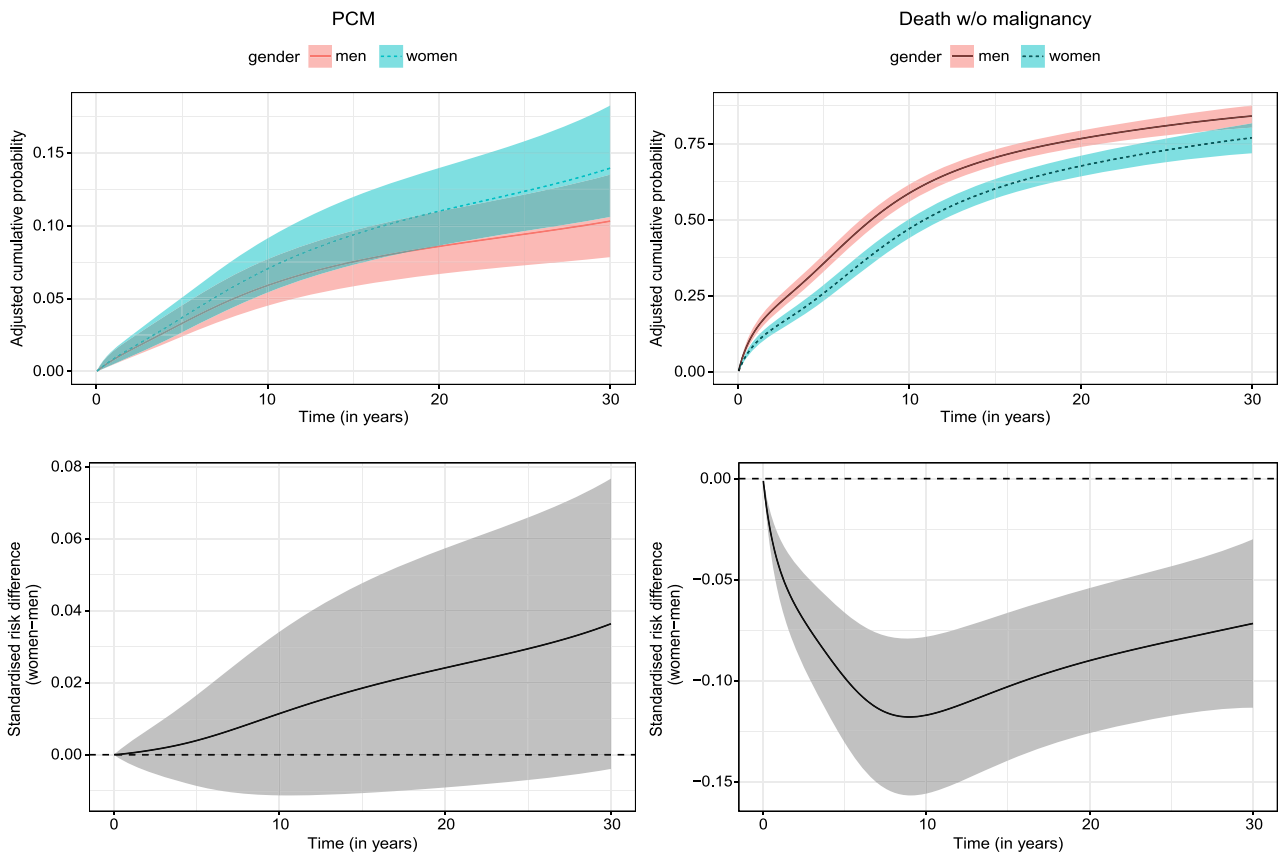 PCM
gender men women
Adjusted cumulative probability
0.15
0.10
0.05
0.00
0 10 20 30
Time (in years)
Death w/o malignancy
gender men women
Adjusted cumulative probability
0.75
0.50
0.25
0.00
0 10 20 30
Time (in years)
Standardised risk difference
(women−men)
0.08
0.06
0.04
0.02
0.00
0 10 20 30
Time (in years)
Standardised risk difference
(women−men)
0.00
−0.05
−0.10
−0.15
0 10 20 30
Time (in years)